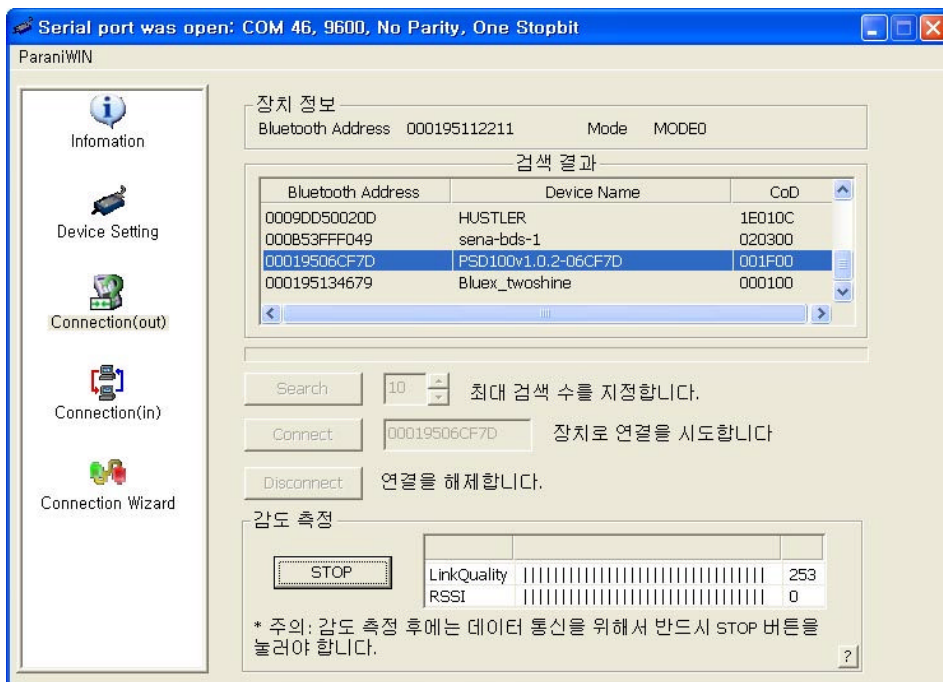 Serial port was open: COM 46, 9600, No Parity, One Stopbit
ParaniWIN
Infomation
Device Setting
Connection(out)
Connection(in)
Connection Wizard
장치 정보
Bluetooth Address 000195112211 Mode MODE0
검색 결과
Bluetooth Address Device Name CoD
0009DD50020D HUSTLER 1E010C
000B53FFF049 sena-bds-1 020300
00019506CF7D PSD100v1.0.2-06CF7D 001F00
000195134679 Bluex_twoshine 000100
Search 10 최대 검색 수를 지정합니다.
Connect 00019506CF7D 장치로 연결을 시도합니다
Disconnect 연결을 해제합니다.
감도 측정
STOP
LinkQuality |||||||||||||||||||||||||||||||| 253
RSSI |||||||||||||||||||||||||||||||| 0
* 주의: 감도 측정 후에는 데이터 통신을 위해서 반드시 STOP 버튼을
눌러야 합니다.
?